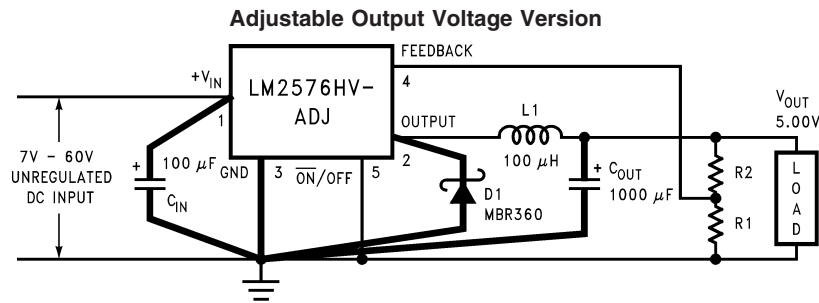 Adjustable Output Voltage Version
FEEDBACK
+VIN
4
LM2576HV-
ADJ
1
OUTPUT
2
L1
100 μH
VOUT
5.00V
7V - 60V
UNREGULATED
DC INPUT
+
100 μF
CIN
GND
3
ON/OFF
5
D1
MBR360
+
COUT
1000 μF
R2
R1
LOAD